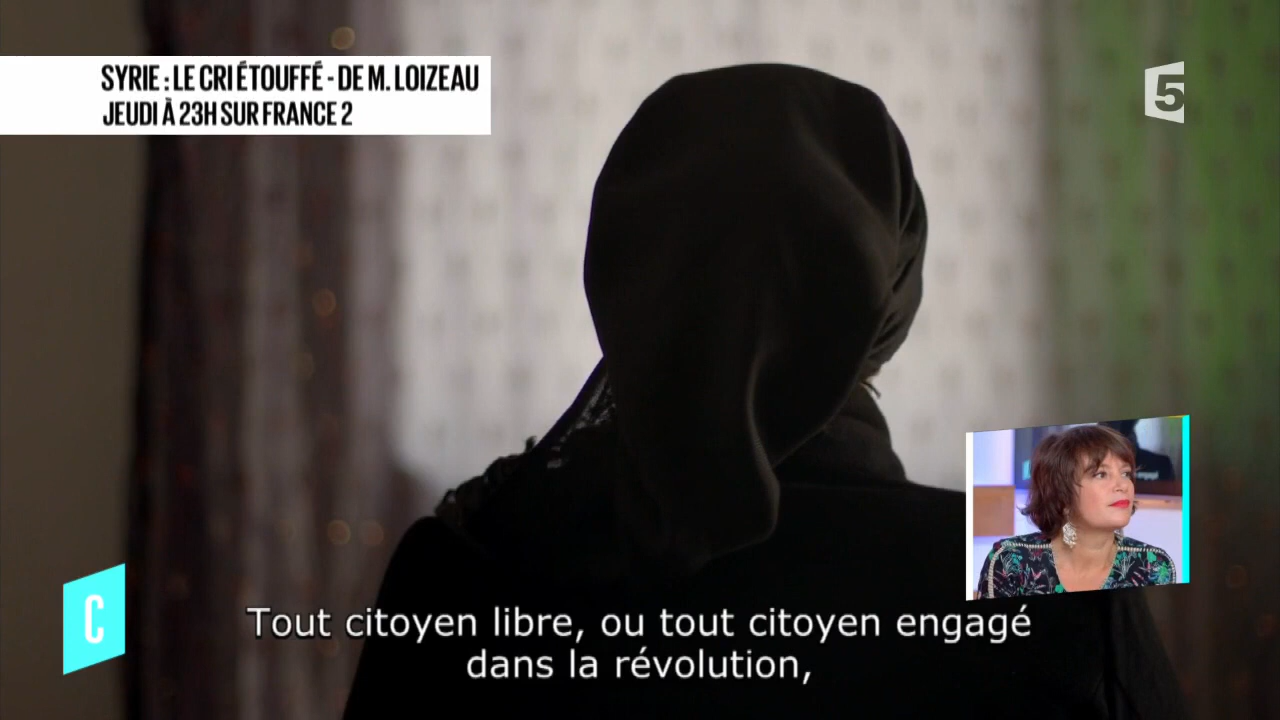 SYRIE : LE CRI ÉTOUFFÉ - DE M. LOIZEAU
JEUDI À 23H SUR FRANCE 2
5
C
Tout citoyen libre, ou tout citoyen engagé
dans la révolution,